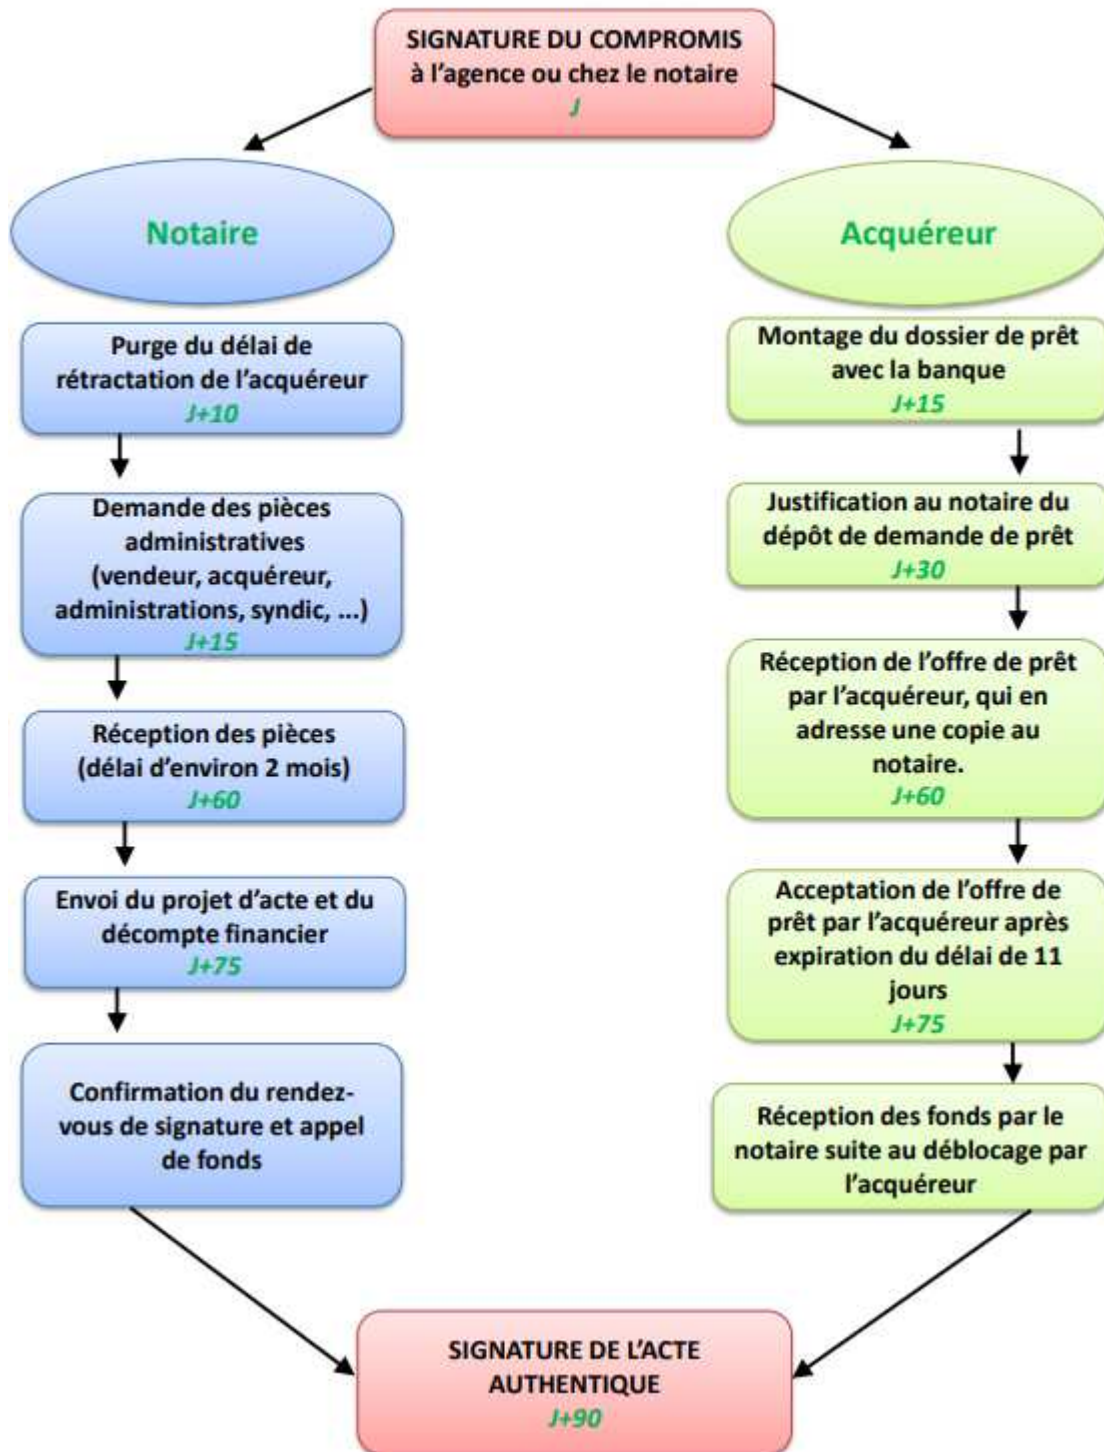 SIGNATURE DU COMPROMIS
à l’agence ou chez le notaire
J
Notaire
Purge du délai de
rétractation de l’acquéreur
J+10
Demande des pièces
administratives
(vendeur, acquéreur,
administrations, syndic, ...)
J+15
Réception des pièces
(délai d’environ 2 mois)
J+60
Envoi du projet d’acte et du
décompte financier
J+75
Confirmation du rendez-
vous de signature et appel
de fonds
Acquéreur
Montage du dossier de prêt
avec la banque
J+15
Justification au notaire du
dépôt de demande de prêt
J+30
Réception de l’offre de prêt
par l’acquéreur, qui en
adresse une copie au
notaire.
J+60
Acceptation de l’offre de
prêt par l’acquéreur après
expiration du délai de 11
jours
J+75
Réception des fonds par le
notaire suite au déblocage par
l’acquéreur
SIGNATURE DE L’ACTE
AUTHENTIQUE
J+90